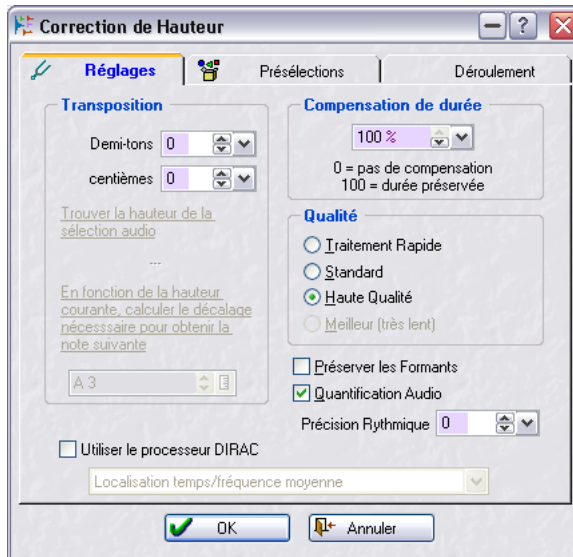 Correction de Hauteur
Réglages
Présélections
Déroulement
Transposition
Demi-tons 0
centièmes 0
Trouver la hauteur de la
sélection audio
...
En fonction de la hauteur
courante, calculer le décalage
nécesssaire pour obtenir la
note suivante
A 3
Compensation de durée
100 %
0 = pas de compensation
100 = durée préservée
Qualité
Traitement Rapide
Standard
Haute Qualité
Meilleur (très lent)
Préserver les Formants
Quantification Audio
Précision Rythmique 0
Utiliser le processeur DIRAC
Localisation temps/fréquence moyenne
OK
Annuler